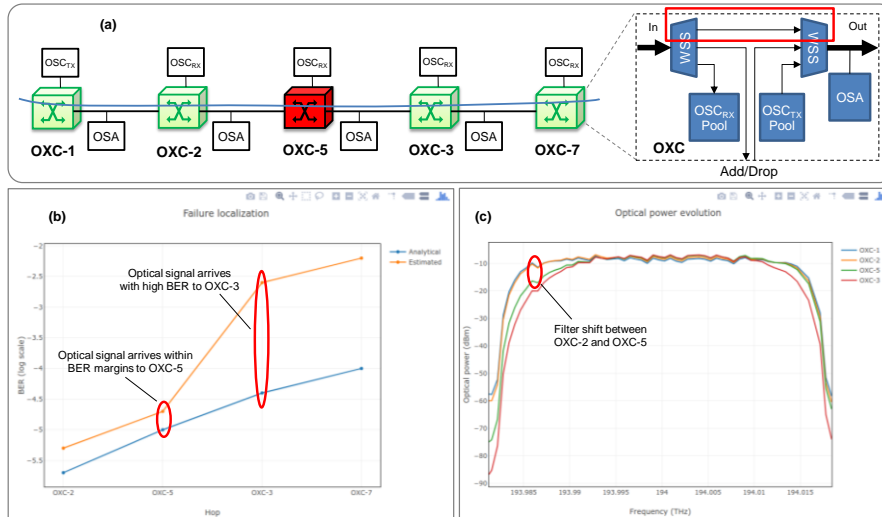 (a)
In
Out
OSCTX
OSCRX
OSCRX
OSCRX
OSCRX
WSS
WSS
OSA
OSA
OSA
OSA
OSCRX
Pool
OSCTX
Pool
OSA
OXC-1
OXC-2
OXC-5
OXC-3
OXC-7
OXC
Add/Drop
(b)
Failure localization
Analytical
Estimated
Optical signal arrives
with high BER to OXC-3
Optical signal arrives within
BER margins to OXC-5
BER (log scale)
−2
−2.5
−3
−3.5
−4
−4.5
−5
−5.5
OXC-2
OXC-5
OXC-3
OXC-7
Hop
(c)
Optical power evolution
OXC-1
OXC-2
OXC-5
OXC-3
Filter shift between
OXC-2 and OXC-5
Optical power (dBm)
−10
−20
−30
−40
−50
−60
−70
−80
−90
193.985
193.99
193.995
194
194.005
194.01
194.015
Frequency (THz)